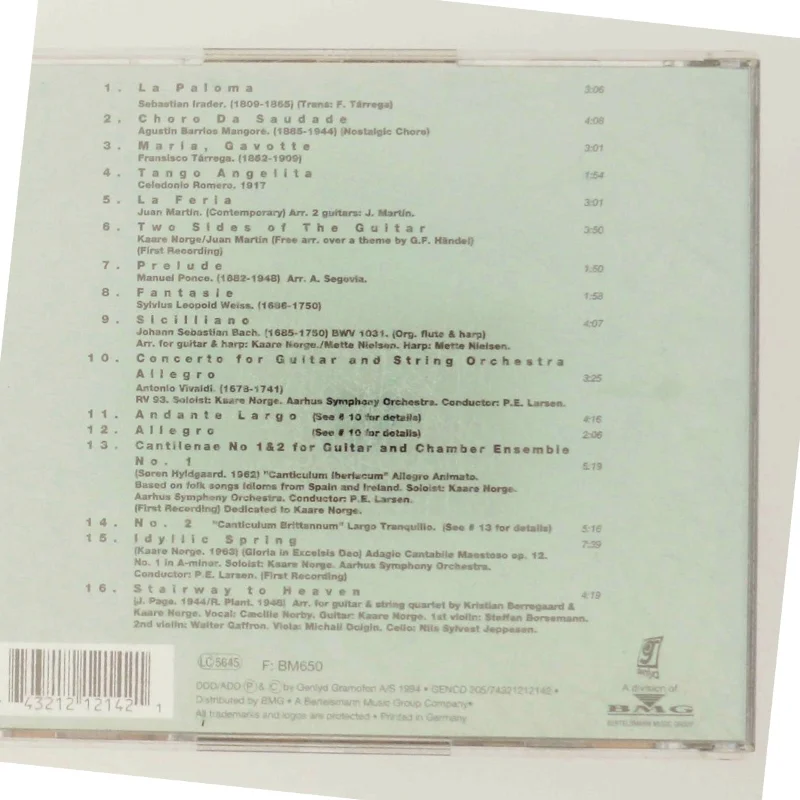 1. La Paloma 3:06
Sebastian Irader. (1809-1865) (Trans: F. Tárrega)
2. Choro Da Saudade 4:08
Agustin Barrios Mangoré. (1885-1944) (Nostalgic Choro)
3. Maria, Gavotte 3:01
Fransisco Tárrega. (1852-1909)
4. Tango Angelita 1:54
Celedonio Romero. 1917
5. La Feria 3:01
Juan Martin. (Contemporary) Arr. 2 guitars: J. Martin.
6. Two Sides of The Guitar 3:50
Kaare Norge/Juan Martin (Free arr. over a theme by G.F. Händel)
(First Recording)
7. Prelude 1:50
Manuel Ponce. (1882-1948) Arr. A. Segovia.
8. Fantasie 1:58
Sylvius Leopold Weiss. (1686-1750)
9. Sicilliano 4:07
Johann Sebastian Bach. (1685-1750) BWV 1031. (Org. flute & harp)
Arr. for guitar & harp: Kaare Norge./Mette Nielsen. Harp: Mette Nielsen.
10. Concerto for Guitar and String Orchestra
Allegro 3:25
Antonio Vivaldi. (1678-1741)
RV 93. Soloist: Kaare Norge. Aarhus Symphony Orchestra. Conductor: P.E. Larsen.
11. Andante Largo (See # 10 for details) 4:16
12. Allegro (See # 10 for details) 2:06
13. Cantilenae No 1&2 for Guitar and Chamber Ensemble
No. 1 5:19
(Søren Hyldgaard. 1962) "Canticulum Iberiacum" Allegro Animato.
Based on folk songs idioms from Spain and Ireland. Soloist: Kaare Norge.
Aarhus Symphony Orchestra. Conductor: P.E. Larsen.
(First Recording) Dedicated to Kaare Norge.
14. No. 2 "Canticulum Brittannum" Largo Tranquillo. (See # 13 for details) 5:16
15. Idyllic Spring 7:39
(Kaare Norge. 1963) (Gloria in Excelsis Deo) Adagio Cantabile Maestoso op. 12.
No. 1 in A-minor. Soloist: Kaare Norge. Aarhus Symphony Orchestra.
Conductor: P.E. Larsen. (First Recording)
16. Stairway to Heaven 4:19
(J. Page. 1944/R. Plant. 1948) Arr. for guitar & string quartet by Kristian Børregaard &
Kaare Norge. Vocal: Cæcilie Norby. Guitar: Kaare Norge. 1st violin: Steffan Borsemann.
2nd violin: Walter Gaffron. Viola: Michail Dolgin. Cello: Nils Sylvest Jeppesen.
LC 5645 F: BM650
DDD/ADD Ⓟ & © by Genlyd Grammofon A/S 1994 • GENCD 305/74321212142 •
Distributed by BMG • A Bertelsmann Music Group Company •
All trademarks and logos are protected • Printed in Germany
43212 12142 1
genlyd
A division of
BMG
BERTELSMANN MUSIC GROUP